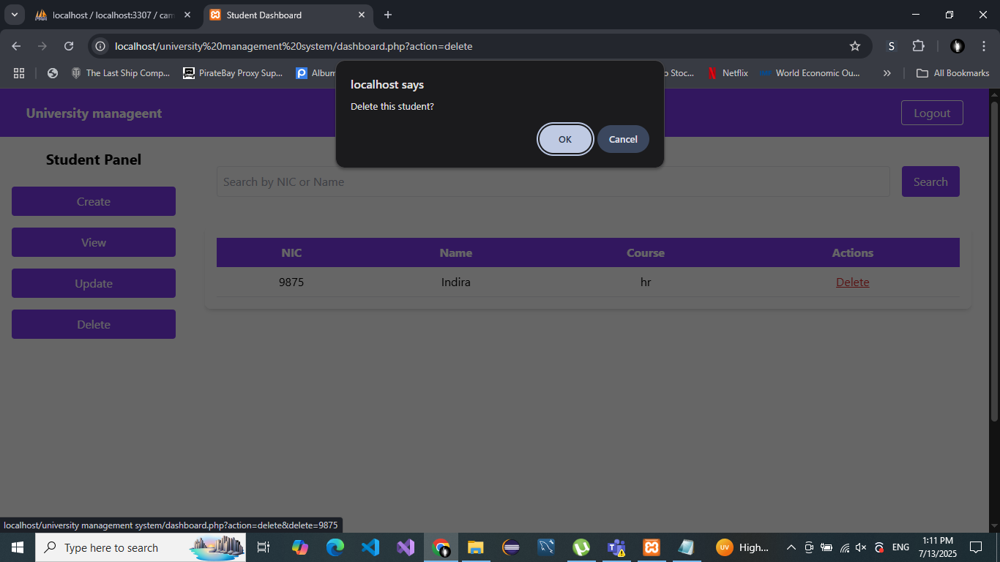 localhost / localhost:3307 / cam
Student Dashboard
localhost/university%20management%20system/dashboard.php?action=delete
S
The Last Ship Comp...
PirateBay Proxy Sup...
Album
o Stoc...
Netflix
World Economic Ou...
All Bookmarks
localhost says
Delete this student?
OK
Cancel
University manageent
Logout
Student Panel
Create
View
Update
Delete
Search by NIC or Name
Search
NIC Name Course Actions
9875 Indira hr Delete
localhost/university management system/dashboard.php?action=delete&delete=9875
Type here to search
UV
High...
ENG
1:11 PM
7/13/2025